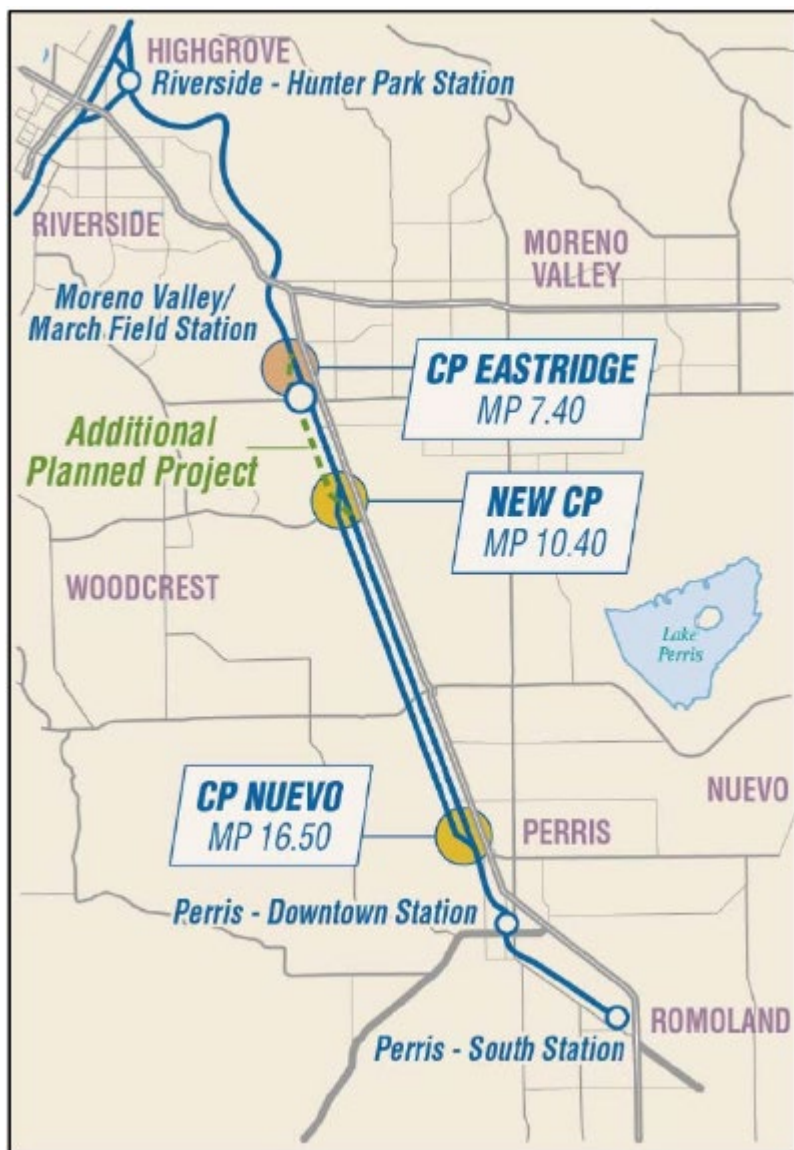 HIGHGROVE
Riverside - Hunter Park Station
RIVERSIDE
MORENO
VALLEY
Moreno Valley/
March Field Station
CP EASTRIDGE
MP 7.40
Additional
Planned Project
NEW CP
MP 10.40
WOODCREST
Lake
Perris
CP NUEVO
MP 16.50
NUEVO
PERRIS
Perris - Downtown Station
ROMOLAND
Perris - South Station